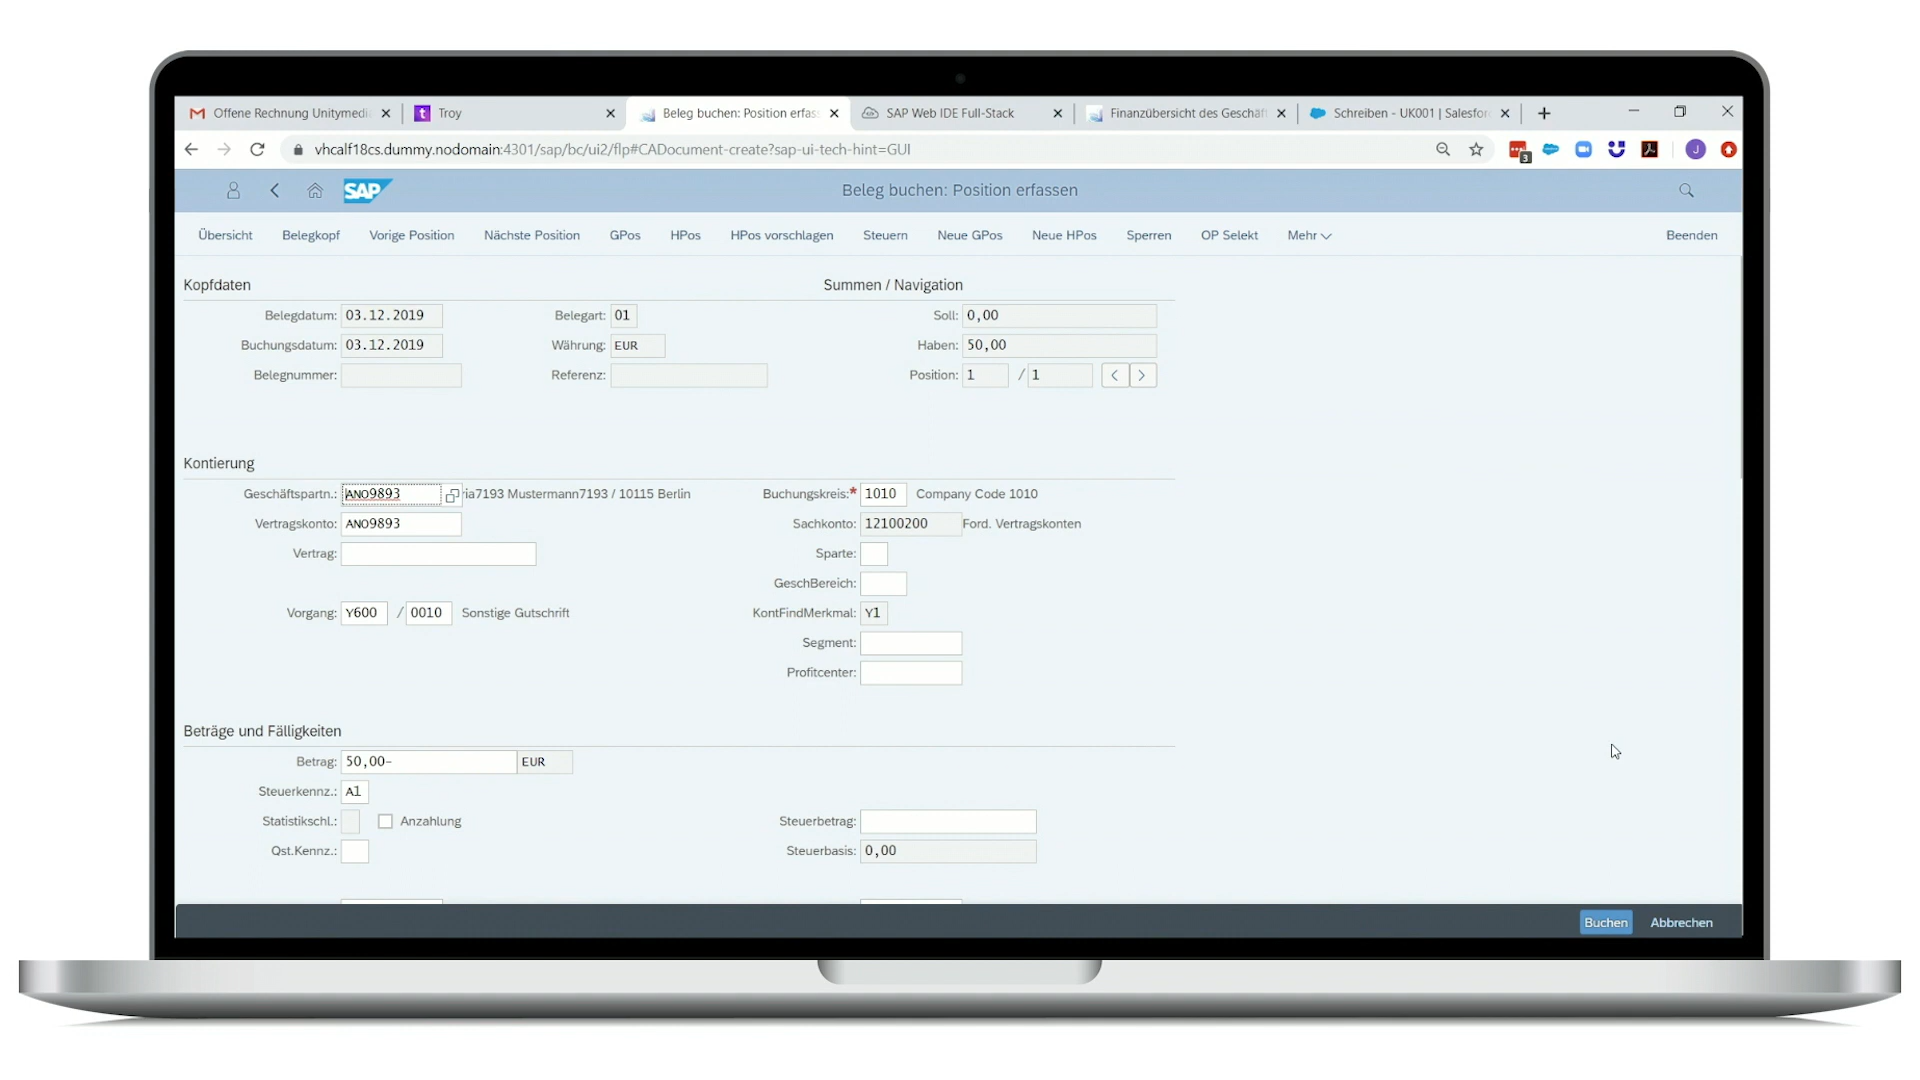 Offene Rechnung Unitymedi
Troy
Beleg buchen: Position erfas
SAP Web IDE Full-Stack
Finanzübersicht des Geschäf
Schreiben - UK001 | Salesfor
vhcalf18cs.dummy.nodomain:4301/sap/bc/ui2/flp#CADocument-create?sap-ui-tech-hint=GUI
3
J
SAP
Beleg buchen: Position erfassen
Übersicht Belegkopf Vorige Position Nächste Position GPos HPos HPos vorschlagen Steuern Neue GPos Neue HPos Sperren OP Selekt Mehr Beenden
Kopfdaten
Summen / Navigation
Belegdatum: 03.12.2019 Belegart: 01 Soll: 0,00
Buchungsdatum: 03.12.2019 Währung: EUR Haben: 50,00
Belegnummer: Referenz: Position: 1 / 1
Kontierung
Geschäftspartn.: ANO9893 ria7193 Mustermann7193 / 10115 Berlin Buchungskreis:* 1010 Company Code 1010
Vertragskonto: ANO9893 Sachkonto: 12100200 Ford. Vertragskonten
Vertrag: Sparte:
GeschBereich:
Vorgang: Y600 / 0010 Sonstige Gutschrift KontFindMerkmal: Y1
Segment:
Profitcenter:
Beträge und Fälligkeiten
Betrag: 50,00- EUR
Steuerkennz.: A1
Statistikschl.: Anzahlung Steuerbetrag:
Qst.Kennz.: Steuerbasis: 0,00
Buchen Abbrechen